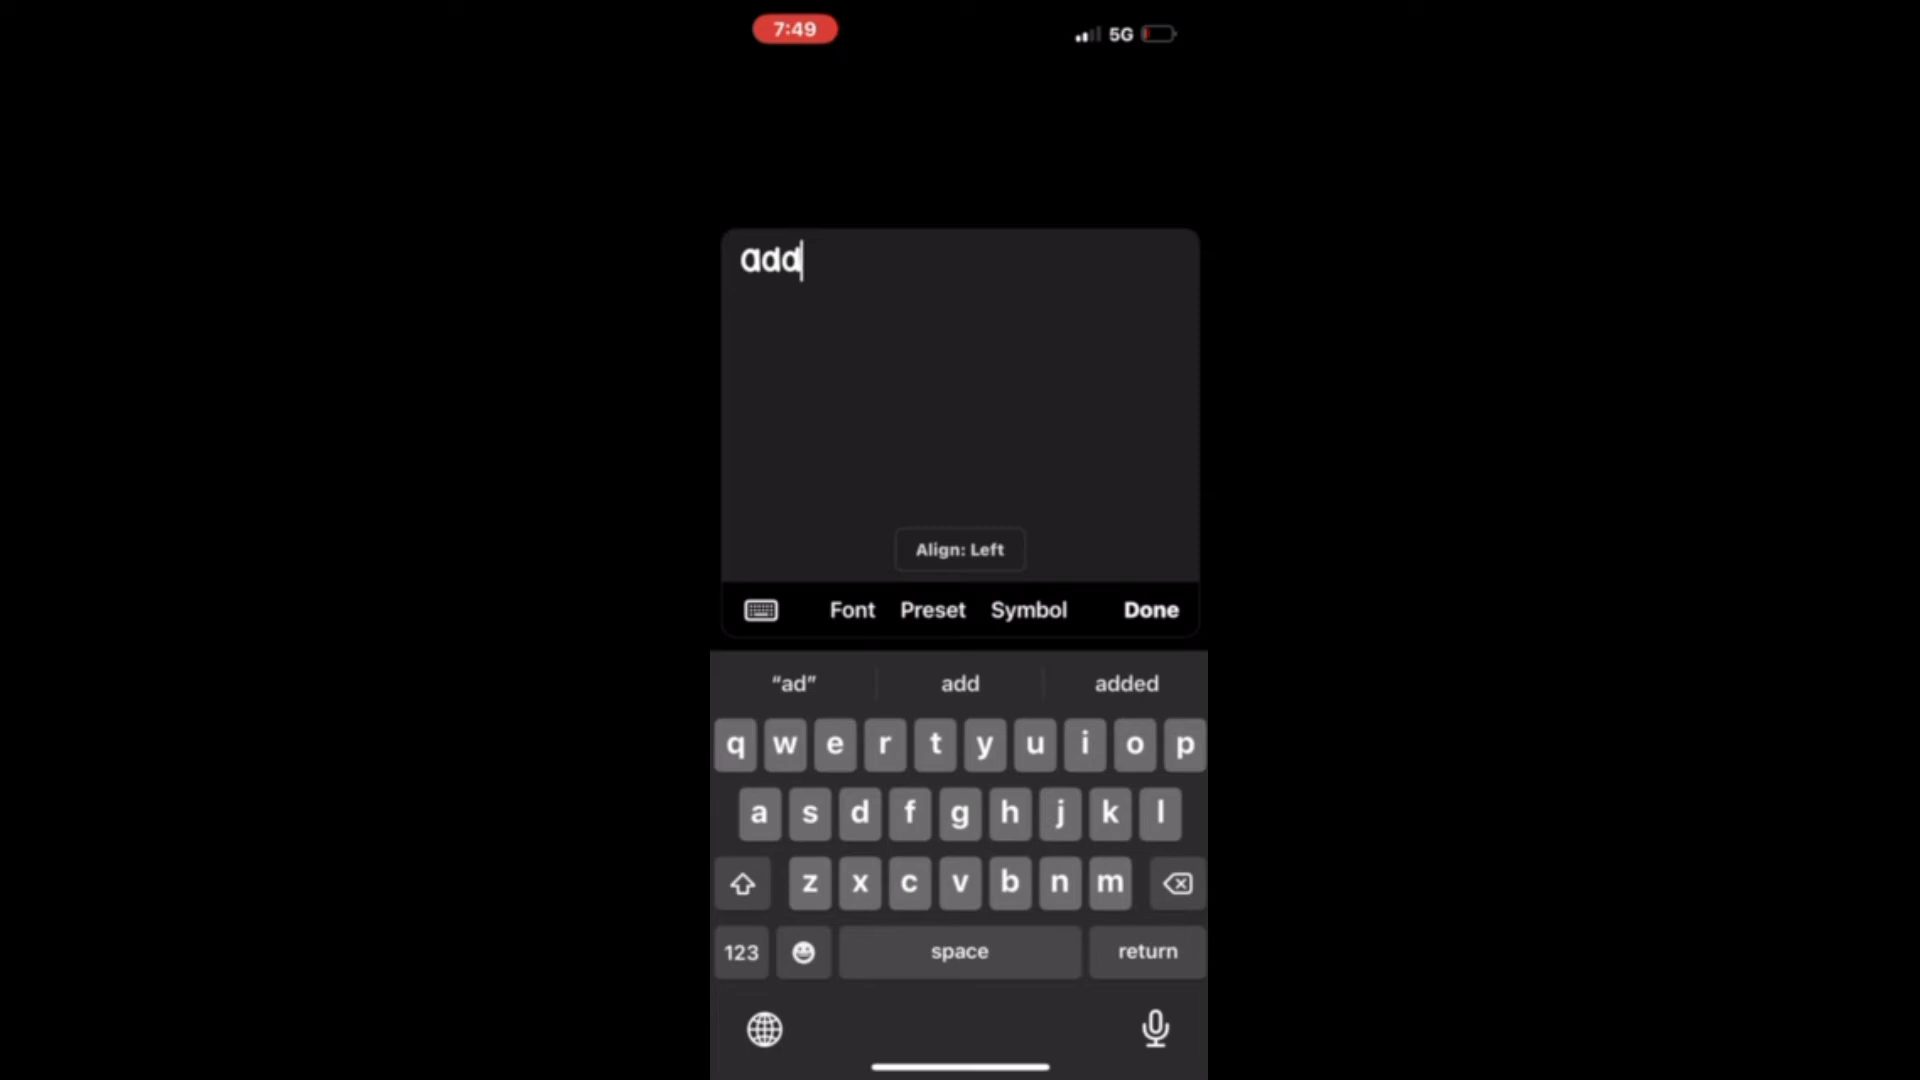 7:49 5G
add
Align: Left
Font Preset Symbol Done
“ad” add added
q w e r t y u i o p
a s d f g h j k l
z x c v b n m
123 space return